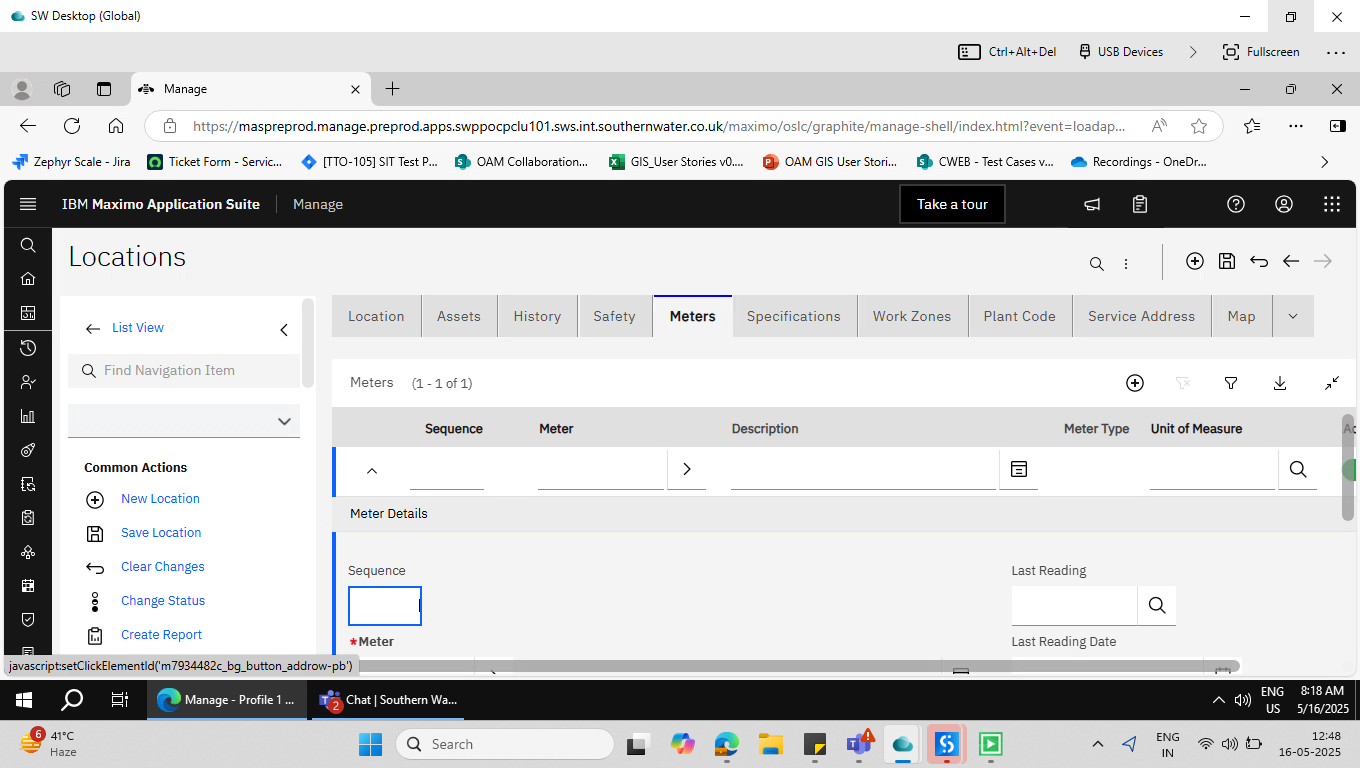 SW Desktop (Global)
Ctrl+Alt+Del
USB Devices
Fullscreen
Manage
https://maspreprod.manage.preprod.apps.swppocpclu101.sws.int.southernwater.co.uk/maximo/oslc/graphite/manage-shell/index.html?event=loadap...
Zephyr Scale - Jira
Ticket Form - Servic...
[TTO-105] SIT Test P...
OAM Collaboration...
GIS_User Stories v0....
OAM GIS User Stori...
CWEB - Test Cases v...
Recordings - OneDr...
IBM Maximo Application Suite
Manage
Take a tour
Locations
List View
Find Navigation Item
Common Actions
New Location
Save Location
Clear Changes
Change Status
Create Report
Location
Assets
History
Safety
Meters
Specifications
Work Zones
Plant Code
Service Address
Map
Meters (1 - 1 of 1)
Sequence
Meter
Description
Meter Type
Unit of Measure
Meter Details
Sequence
Last Reading
*Meter
Last Reading Date
javascript:setClickElementId('m7934482c_bg_button_addrow-pb')
Manage - Profile 1 ...
2
Chat | Southern Wa...
ENG
US
8:18 AM
5/16/2025
6
41°C
Haze
Search
ENG
IN
12:48
16-05-2025